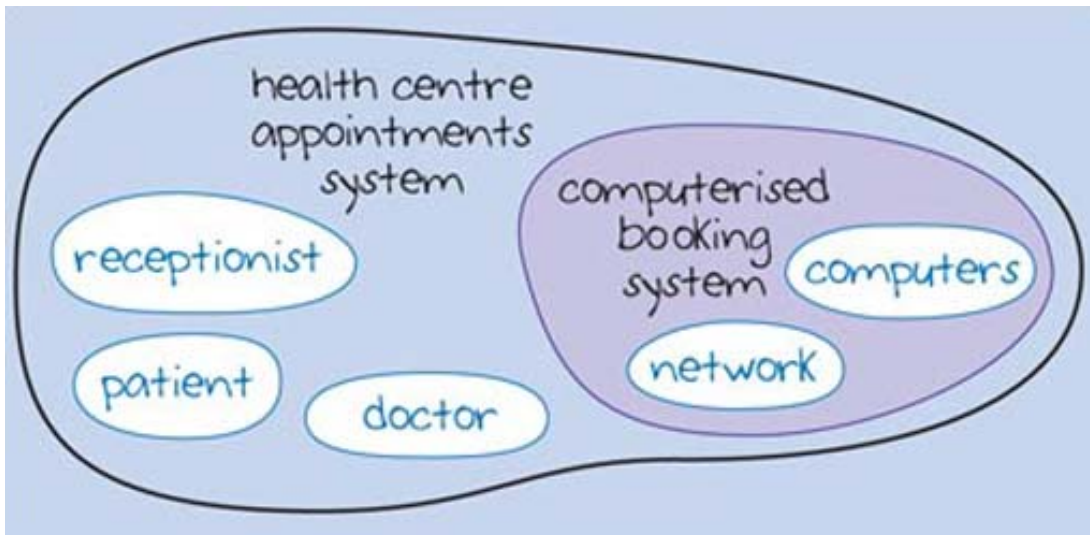 health centre
appointments
system
computerised
booking
system
receptionist
computers
patient
network
doctor